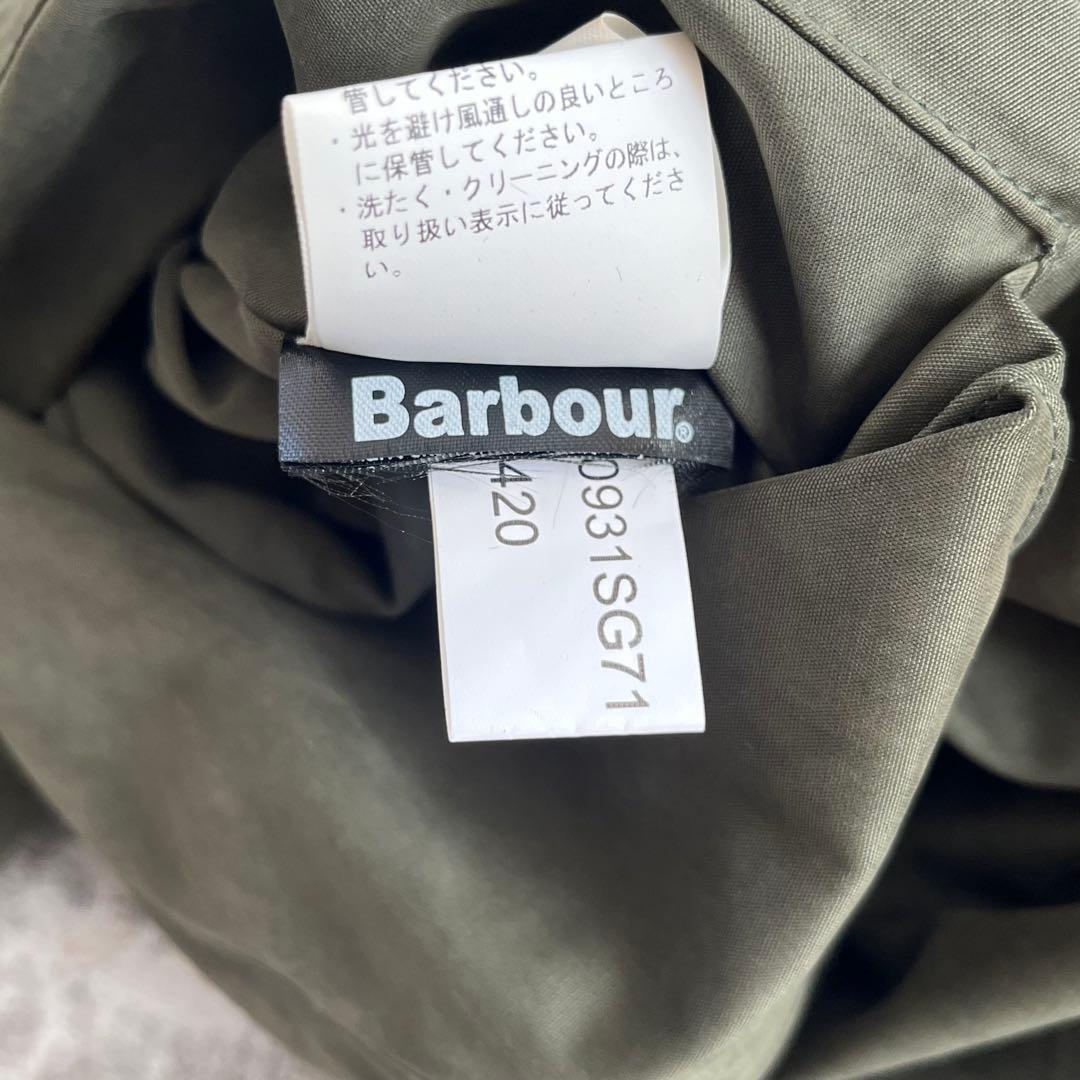 管してください。
・光を避け風通しの良いところ
に保管してください。
・洗たく・クリーニングの際は、
取り扱い表示に従ってくださ
い。
Barbour®
0931SG71
420